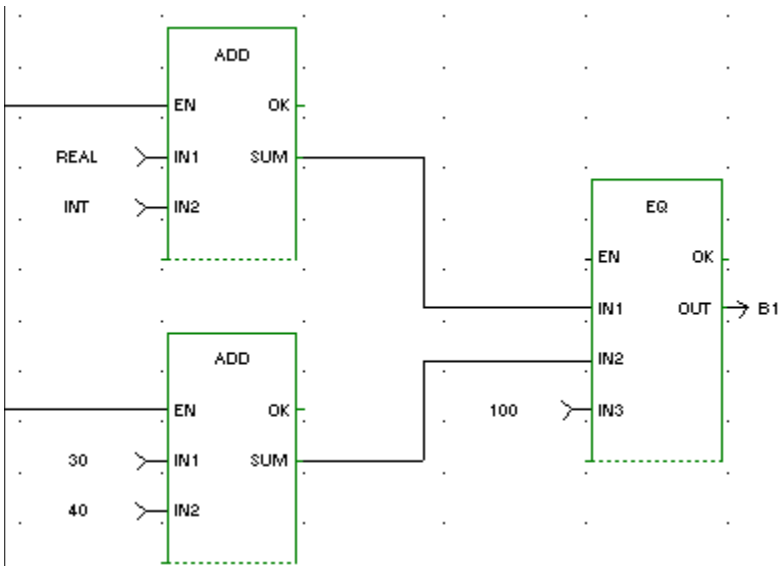 ADD
EN OK
REAL IN1 SUM
INT IN2
EQ
EN OK
IN1 OUT B1
IN2
100 IN3
ADD
EN OK
30 IN1 SUM
40 IN2